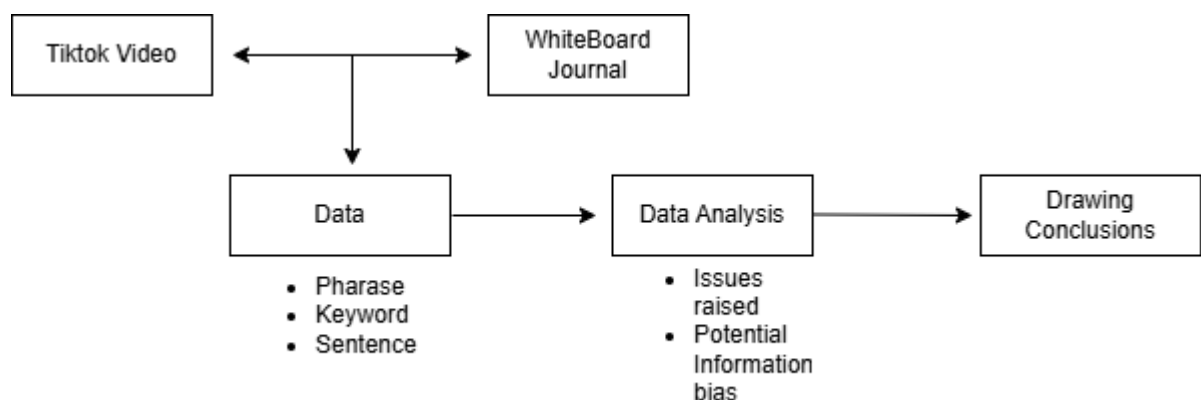 Tiktok Video
WhiteBoard
Journal
Data
Data Analysis
Drawing
Conclusions
• Pharase
• Keyword
• Sentence
• Issues
raised
• Potential
Information
bias